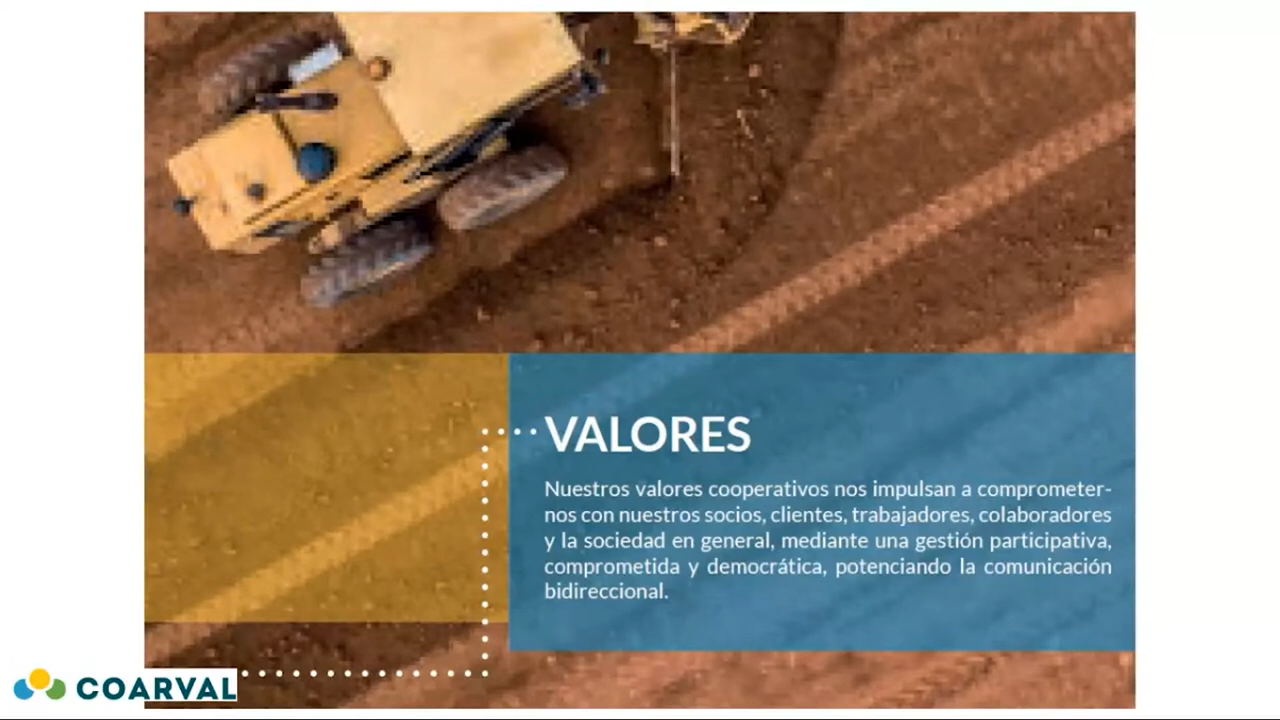 VALORES
Nuestros valores cooperativos nos impulsan a comprometer-
nos con nuestros socios, clientes, trabajadores, colaboradores
y la sociedad en general, mediante una gestión participativa,
comprometida y democrática, potenciando la comunicación
bidireccional.
COARVAL